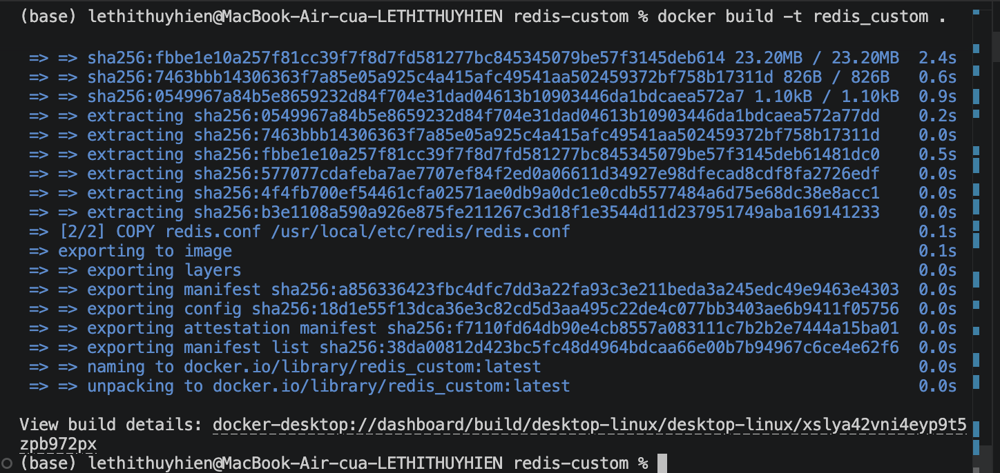 (base) lethithuyhien@MacBook-Air-cua-LETHITHUYHIEN redis-custom % docker build -t redis_custom .
=> => sha256:fbbe1e10a257f81cc39f7f8d7fd581277bc845345079be57f3145deb614 23.20MB / 23.20MB 2.4s
=> => sha256:7463bbb14306363f7a85e05a925c4a415afc49541aa502459372bf758b17311d 826B / 826B 0.6s
=> => sha256:0549967a84b5e8659232d84f704e31dad04613b10903446da1bdcaea572a7 1.10kB / 1.10kB 0.9s
=> => extracting sha256:0549967a84b5e8659232d84f704e31dad04613b10903446da1bdcaea572a77dd 0.2s
=> => extracting sha256:7463bbb14306363f7a85e05a925c4a415afc49541aa502459372bf758b17311d 0.0s
=> => extracting sha256:fbbe1e10a257f81cc39f7f8d7fd581277bc845345079be57f3145deb61481dc0 0.5s
=> => extracting sha256:577077cdafeba7ae7707ef84f2ed0a06611d34927e98dfecad8cdf8fa2726edf 0.0s
=> => extracting sha256:4f4fb700ef54461cfa02571ae0db9a0dc1e0cdb5577484a6d75e68dc38e8acc1 0.0s
=> => extracting sha256:b3e1108a590a926e875fe211267c3d18f1e3544d11d237951749aba169141233 0.0s
=> [2/2] COPY redis.conf /usr/local/etc/redis/redis.conf 0.1s
=> exporting to image 0.1s
=> => exporting layers 0.0s
=> => exporting manifest sha256:a856336423fbc4dfc7dd3a22fa93c3e211beda3a245edc49e9463e4303 0.0s
=> => exporting config sha256:18d1e55f13dca36e3c82cd5d3aa495c22de4c077bb3403ae6b9411f05756 0.0s
=> => exporting attestation manifest sha256:f7110fd64db90e4cb8557a083111c7b2b2e7444a15ba01 0.0s
=> => exporting manifest list sha256:38da00812d423bc5fc48d4964bdcaa66e00b7b94967c6ce4e62f6 0.0s
=> => naming to docker.io/library/redis_custom:latest 0.0s
=> => unpacking to docker.io/library/redis_custom:latest 0.0s
View build details: docker-desktop://dashboard/build/desktop-linux/desktop-linux/xslya42vni4eyp9t5
zpb972px
(base) lethithuyhien@MacBook-Air-cua-LETHITHUYHIEN redis-custom %